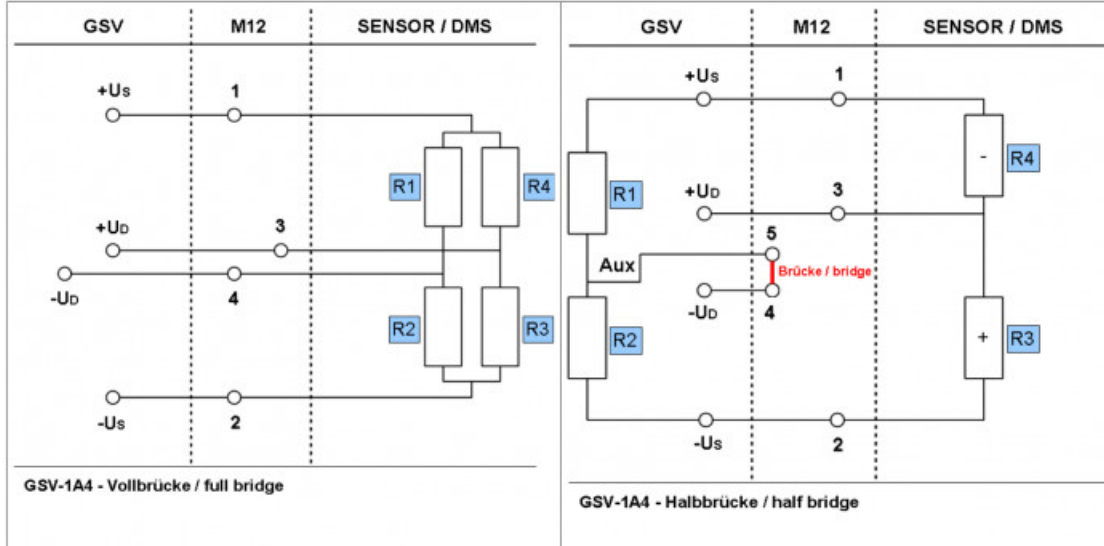 GSV M12 SENSOR / DMS
+Us 1
R1 R4
+UD 3
-UD 4
R2 R3
-Us 2
GSV-1A4 - Vollbrücke / full bridge
GSV M12 SENSOR / DMS
+Us 1
- R4
R1 +UD 3
5
Aux Brücke / bridge
-UD 4
R2 + R3
-Us 2
GSV-1A4 - Halbbrücke / half bridge